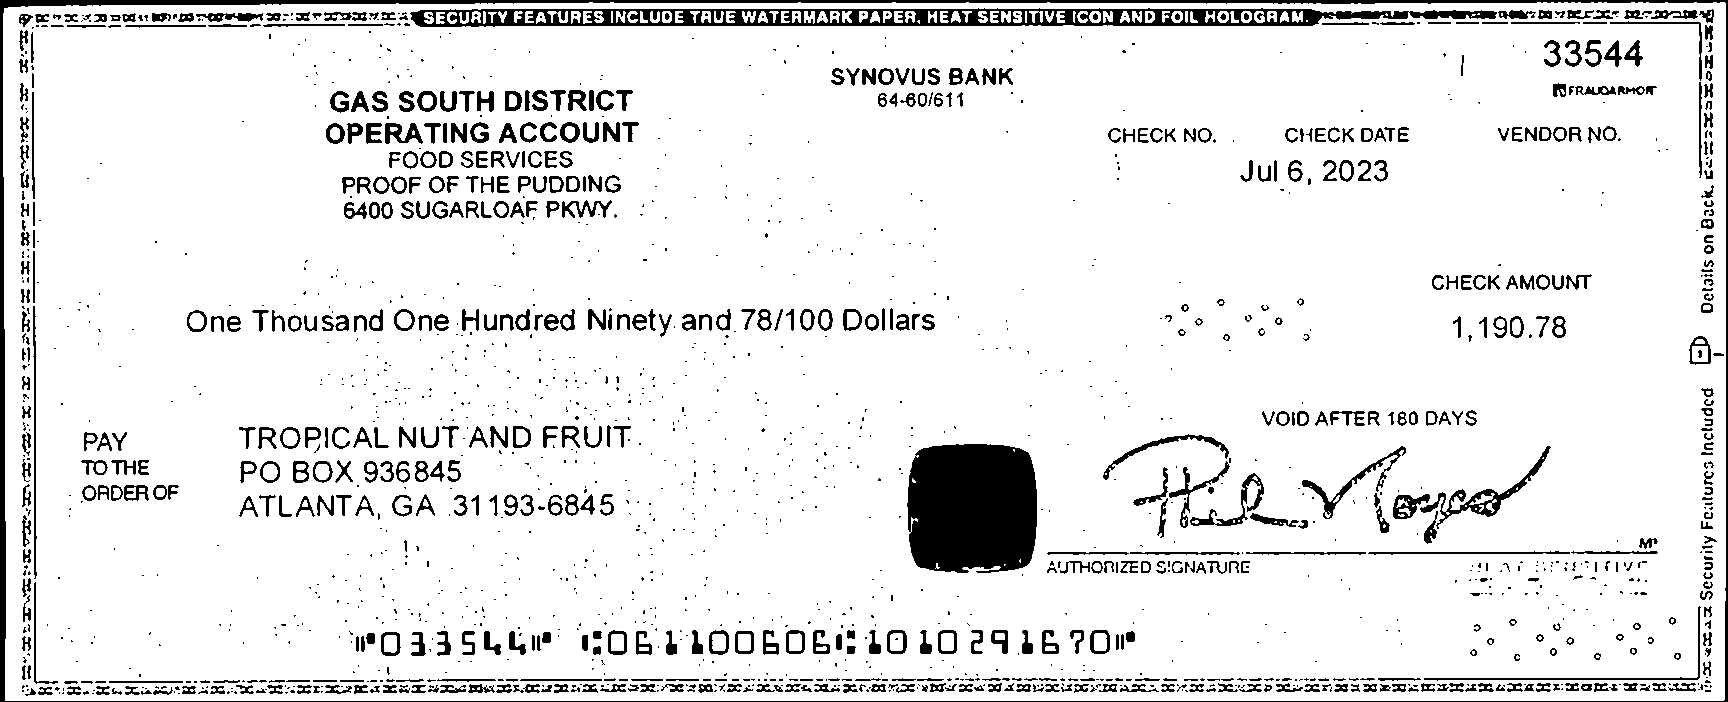 SECURITY FEATURES INCLUDE TRUE WATERMARK PAPER, HEAT SENSITIVE ICON AND FOIL HOLOGRAM.
33544
FRAUDARMOR
SYNOVUS BANK
64-60/611
GAS SOUTH DISTRICT
OPERATING ACCOUNT
FOOD SERVICES
PROOF OF THE PUDDING
6400 SUGARLOAF PKWY.
CHECK NO. CHECK DATE VENDOR NO.
Jul 6, 2023
CHECK AMOUNT
One Thousand One Hundred Ninety and 78/100 Dollars 1,190.78
VOID AFTER 180 DAYS
PAY
TO THE
ORDER OF
TROPICAL NUT AND FRUIT
PO BOX 936845
ATLANTA, GA 31193-6845
AUTHORIZED SIGNATURE
MP
HEAT SENSITIVE
⑈033544⑈ ⑆061100606⑆1010291670⑈
Security Features Included Details on Back.